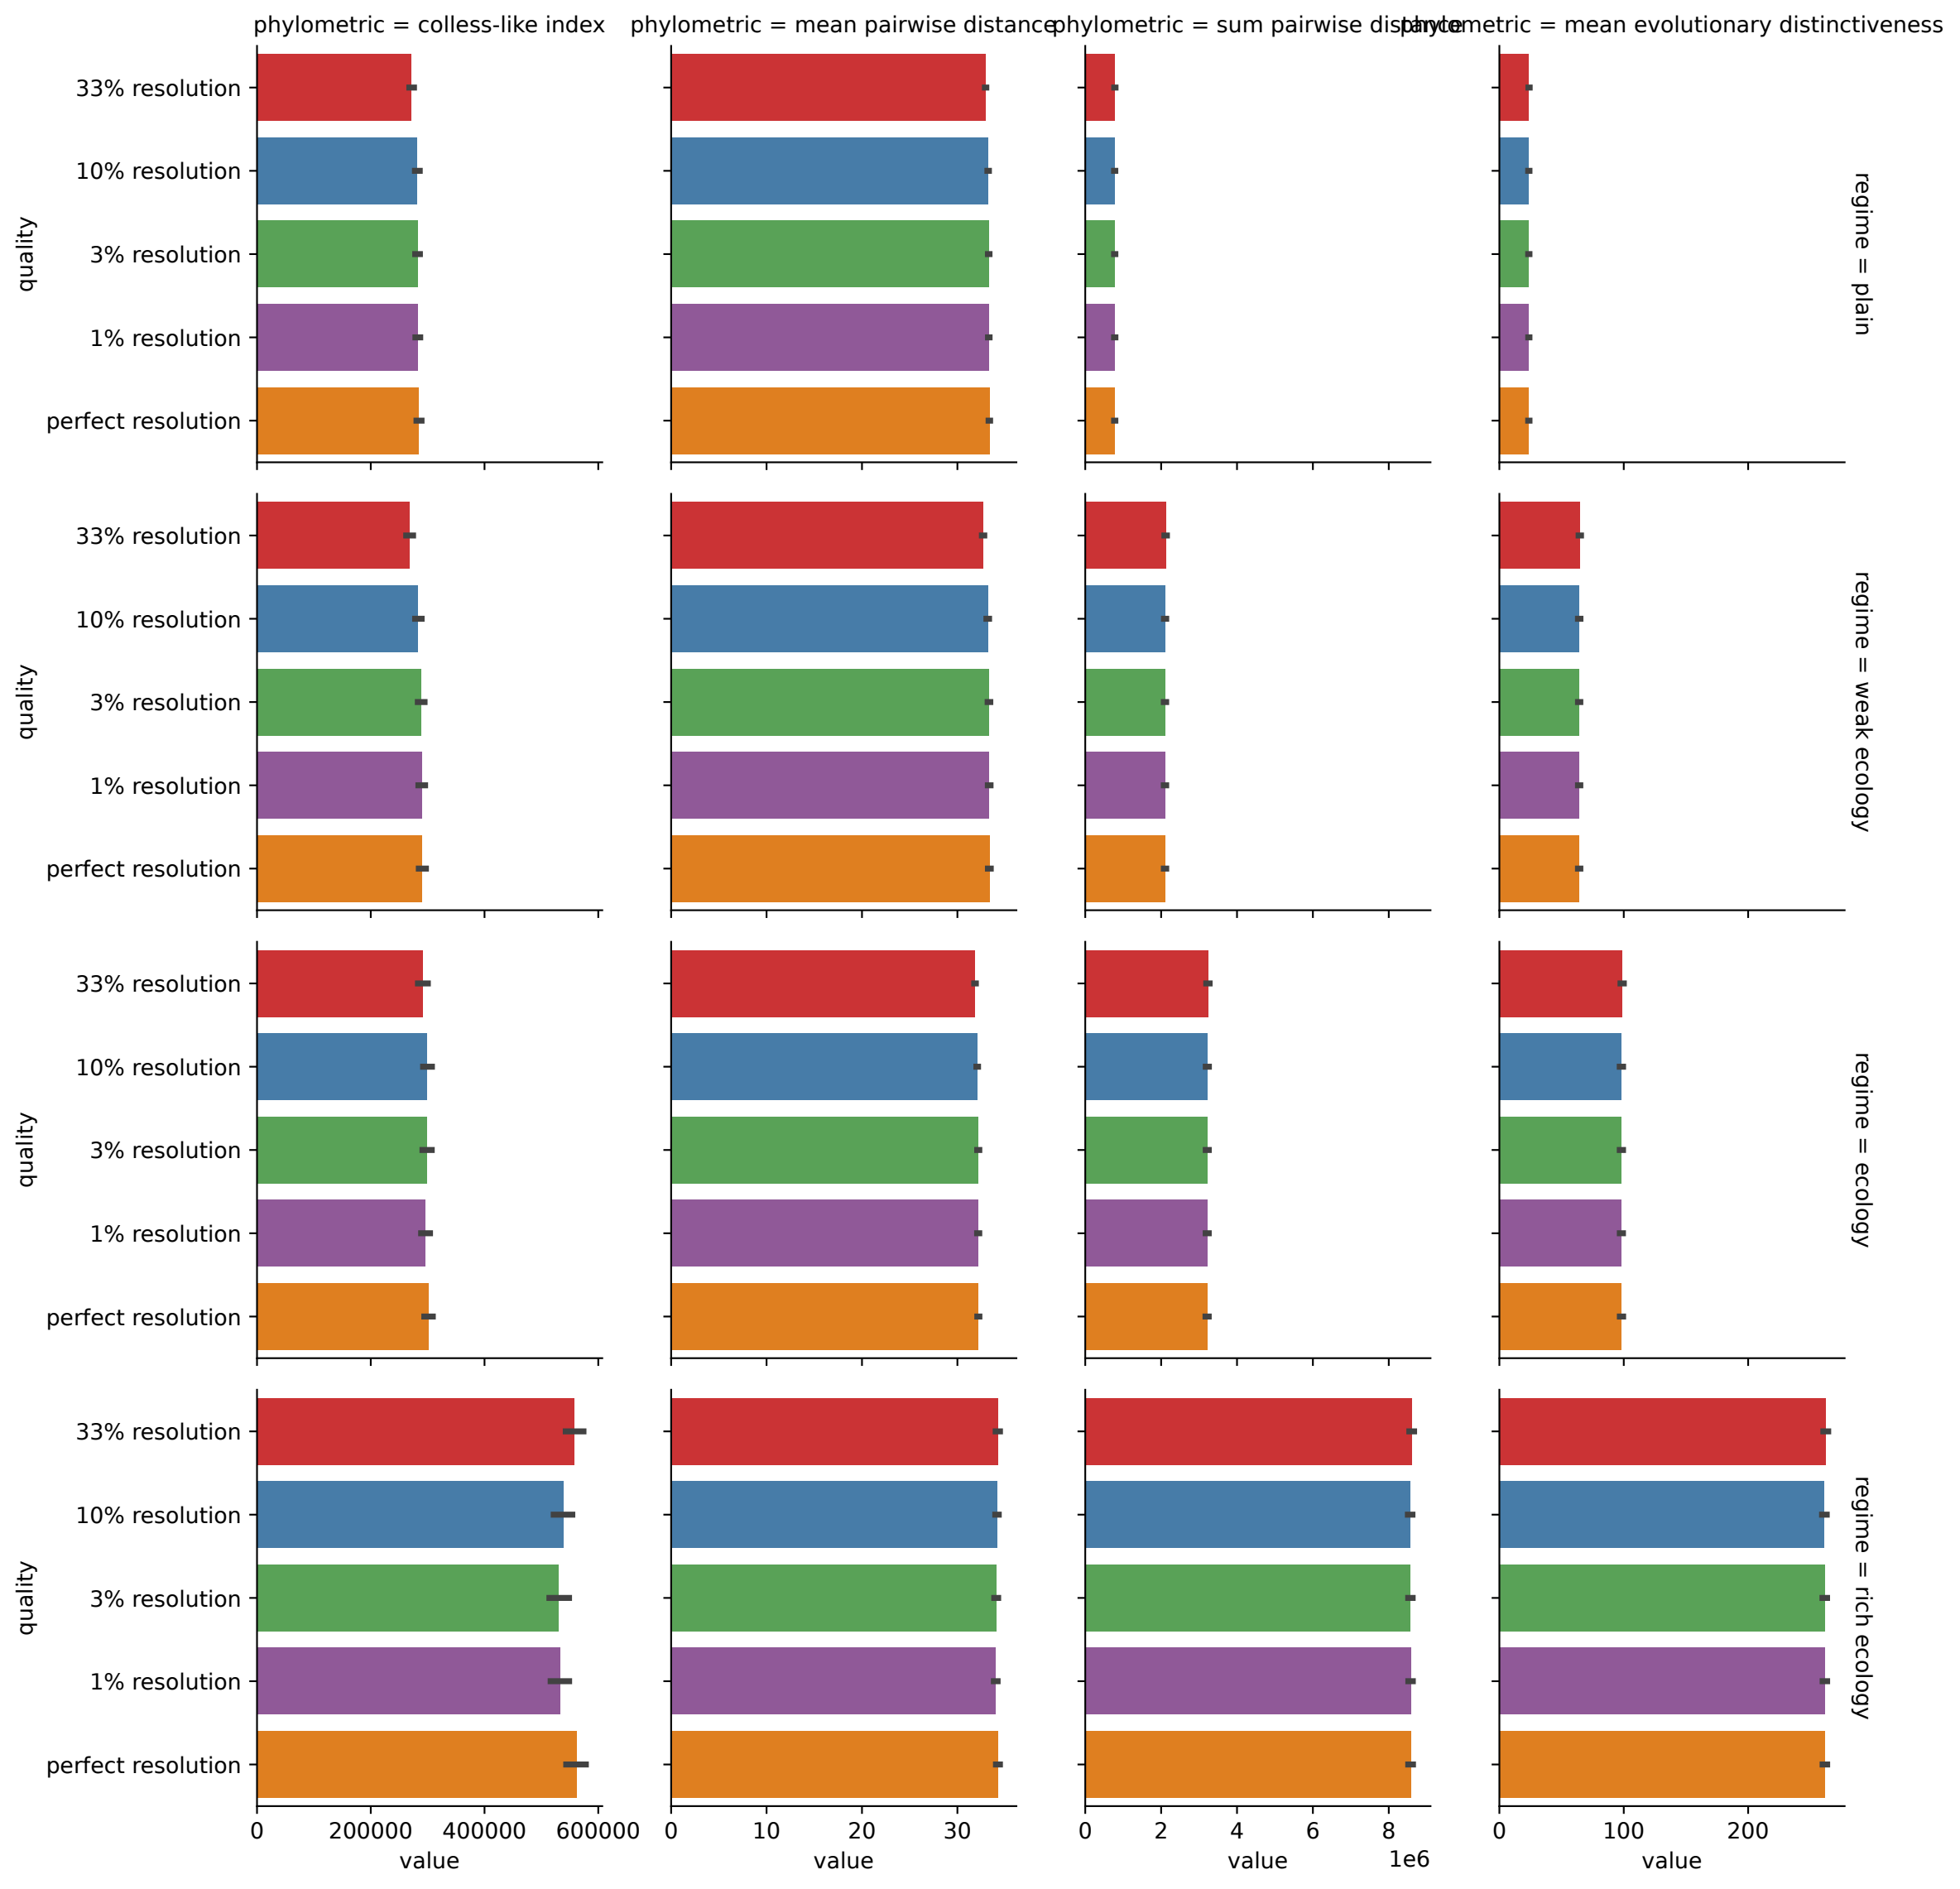 phylometric = colless-like index
phylometric = mean pairwise distance
phylometric = sum pairwise distance
phylometric = mean evolutionary distinctiveness
quality
33% resolution
10% resolution
3% resolution
1% resolution
perfect resolution
regime = plain
quality
33% resolution
10% resolution
3% resolution
1% resolution
perfect resolution
regime = weak ecology
quality
33% resolution
10% resolution
3% resolution
1% resolution
perfect resolution
regime = ecology
quality
33% resolution
10% resolution
3% resolution
1% resolution
perfect resolution
regime = rich ecology
0 200000 400000 600000
value
0 10 20 30
value
0 2 4 6 8
1e6
value
0 100 200
value